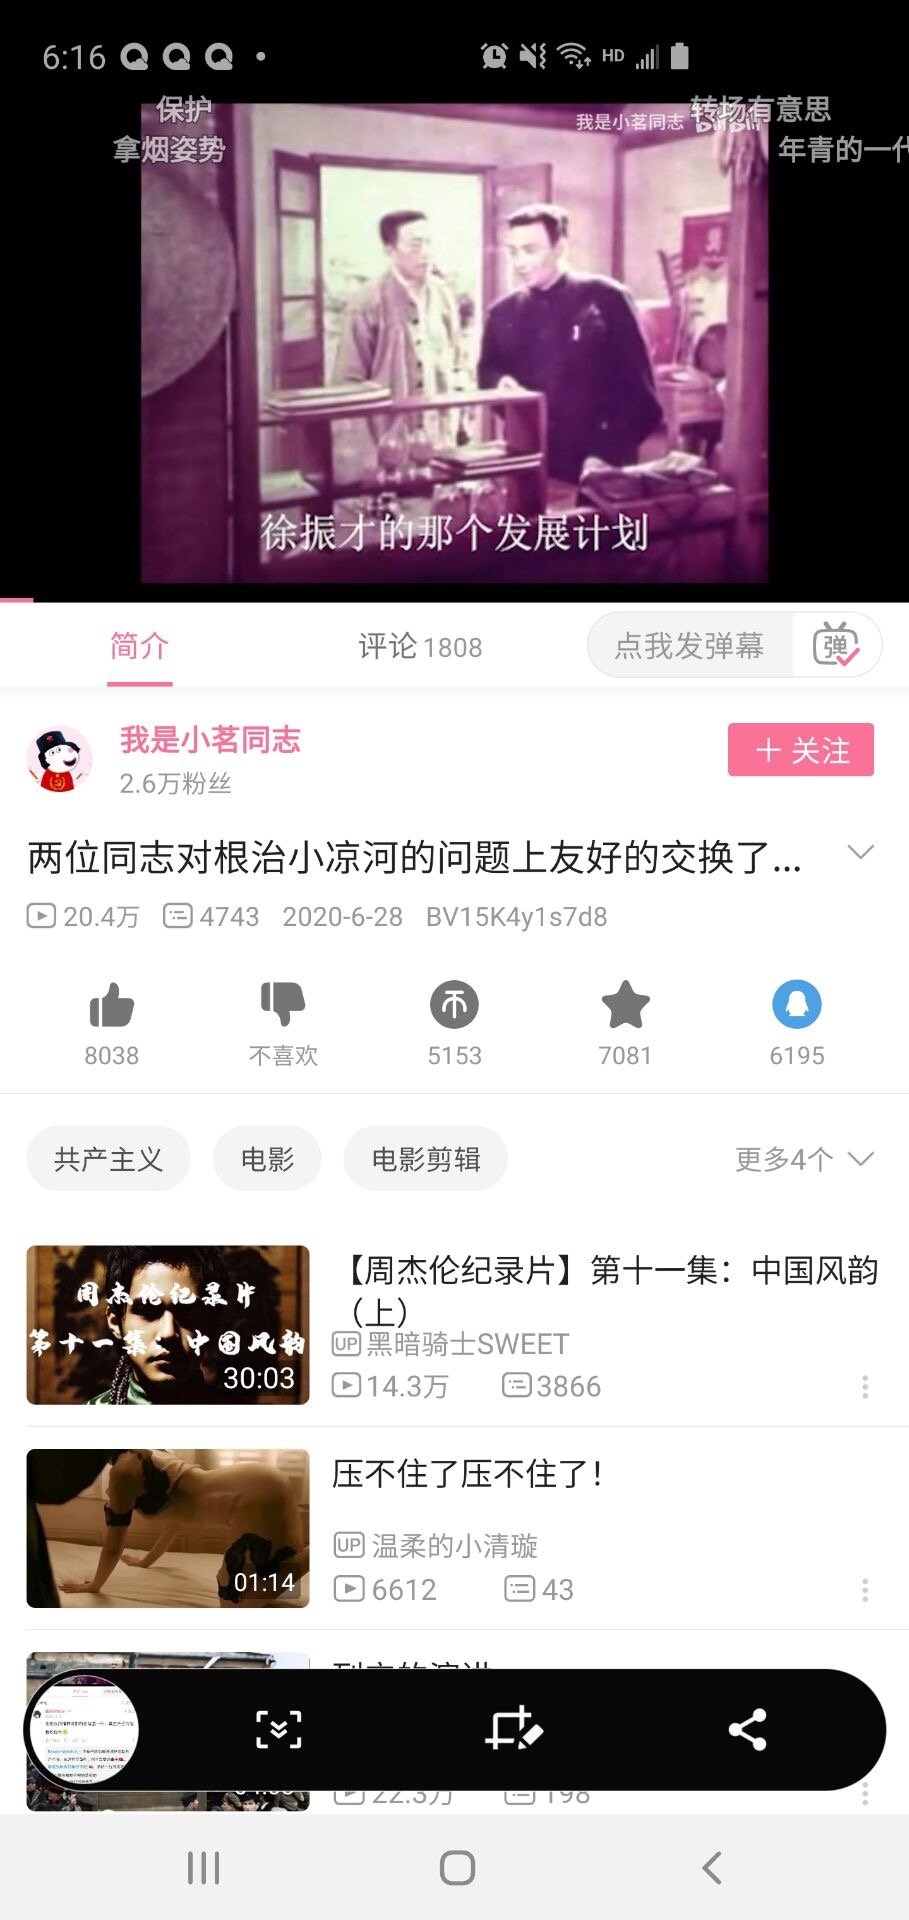 6:16
HD
保护
转场有意思
我是小茗同志 bilibili
拿烟姿势
年青的一代
徐振才的那个发展计划
简介
评论 1808
点我发弹幕
弹
我是小茗同志
2.6万粉丝
+ 关注
两位同志对根治小凉河的问题上友好的交换了...
20.4万 4743 2020-6-28 BV15K4y1s7d8
8038
不喜欢
5153
7081
6195
共产主义
电影
电影剪辑
更多4个
周杰伦纪录片
第十一集：中国风韵
30:03
【周杰伦纪录片】第十一集：中国风韵
（上）
UP 黑暗骑士SWEET
14.3万 3866
01:14
压不住了压不住了！
UP 温柔的小清璇
6612 43
22.3万 198